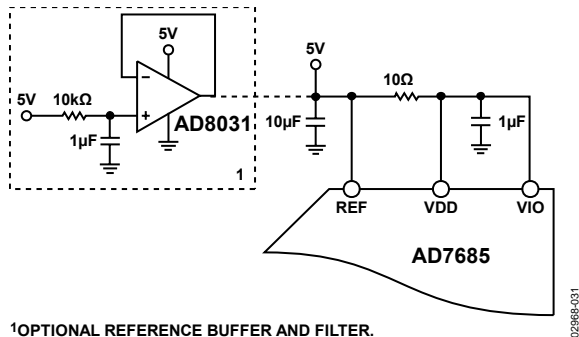 5V
5V
10kΩ
1µF
−
+
AD8031
1
5V
10µF
10Ω
1µF
REF
VDD
VIO
AD7685
1OPTIONAL REFERENCE BUFFER AND FILTER.
02968-031